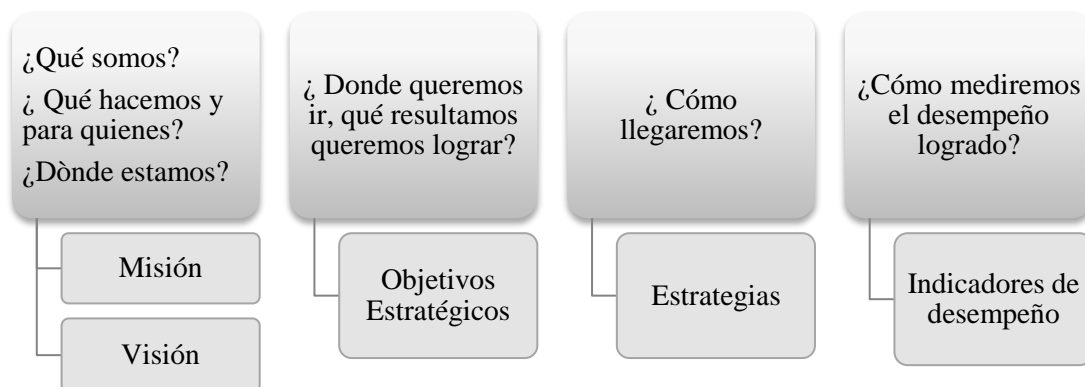 ¿Qué somos?
¿ Qué hacemos y
para quienes?
¿Dònde estamos?
Misión
Visión
¿ Donde queremos
ir, qué resultamos
queremos lograr?
Objetivos
Estratégicos
¿ Cómo
llegaremos?
Estrategias
¿Cómo mediremos
el desempeño
logrado?
Indicadores de
desempeño